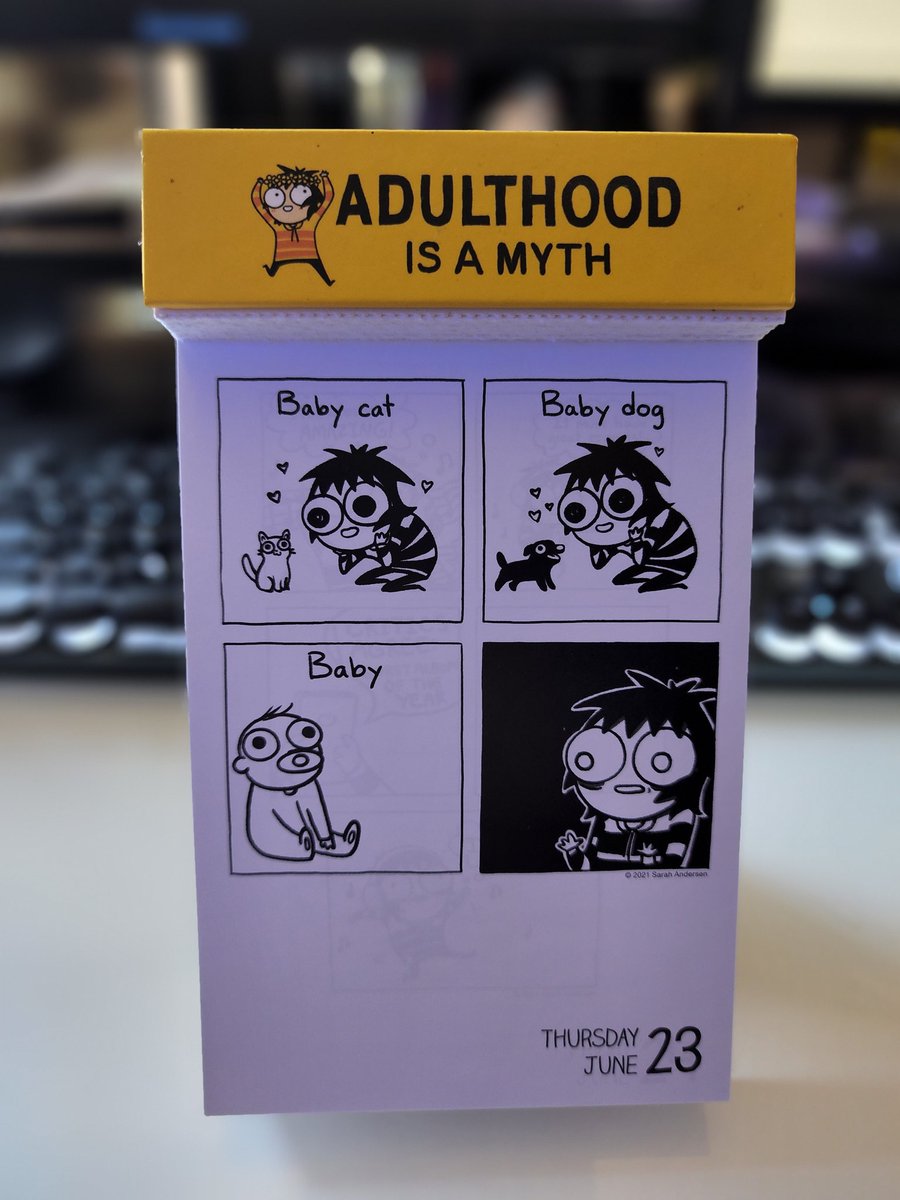 ADULTHOOD
IS A MYTH
Baby cat
Baby dog
Baby
© 2021 Sarah Andersen
THURSDAY
JUNE 23